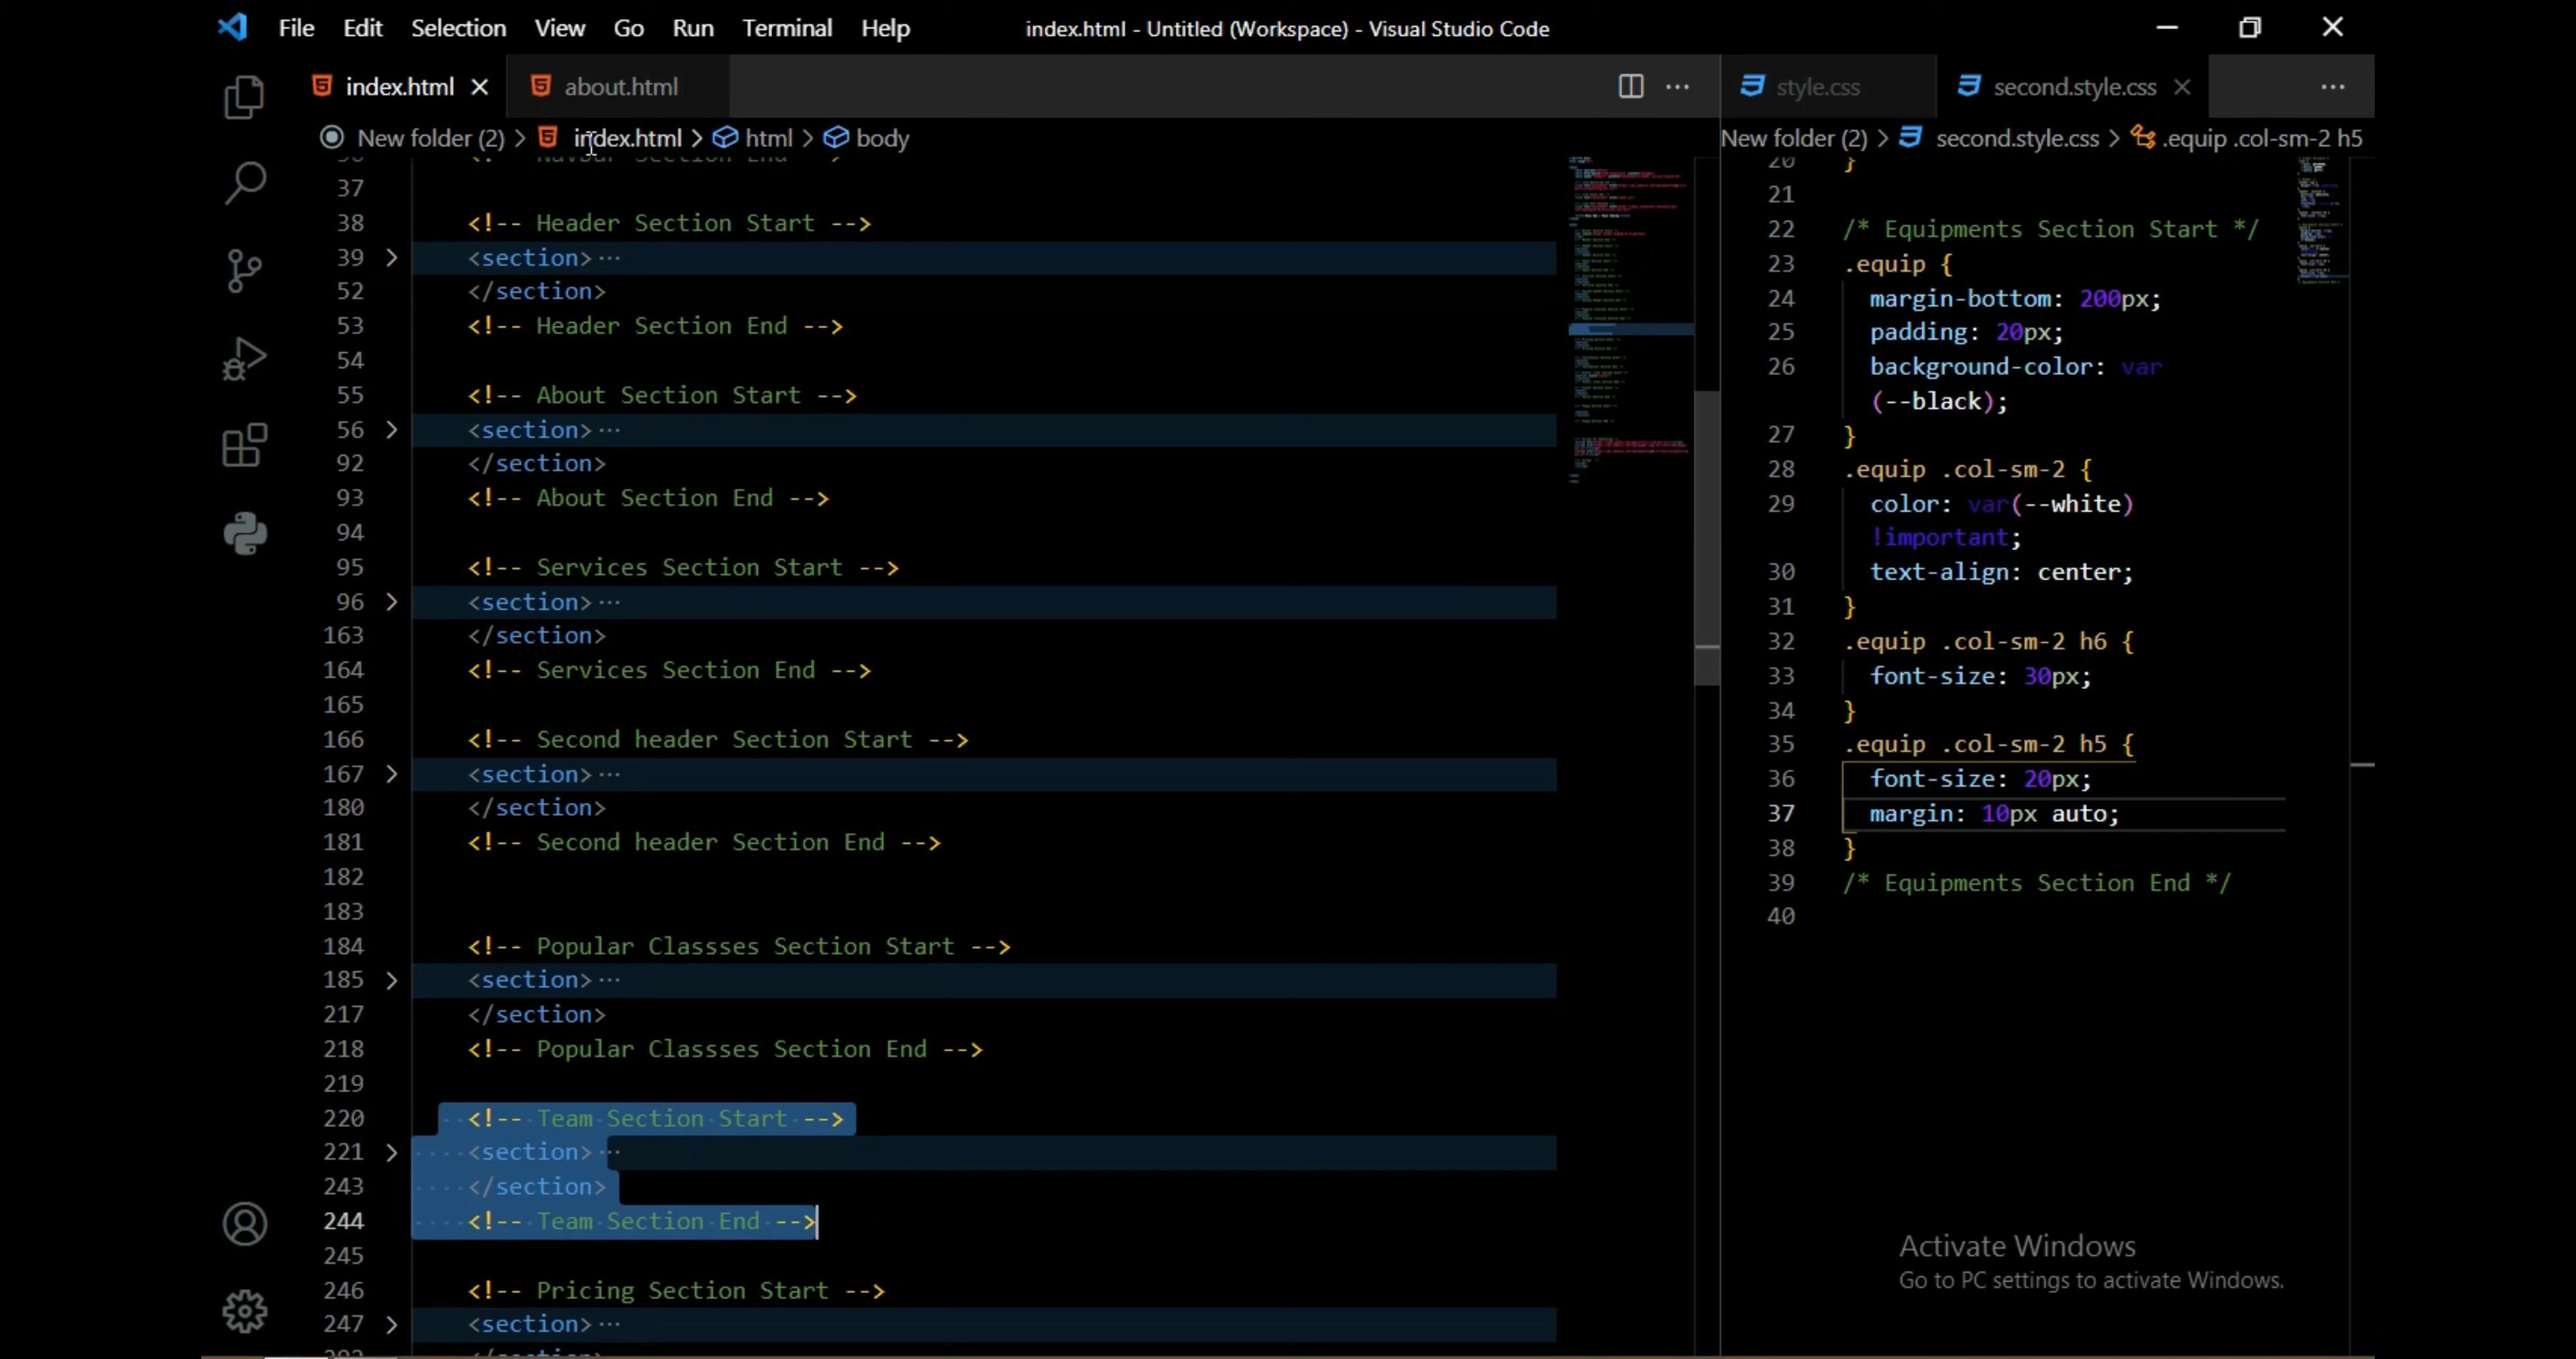 File Edit Selection View Go Run Terminal Help index.html - Untitled (Workspace) - Visual Studio Code
index.html about.html
New folder (2) > index.html > html > body
<!-- Navbar Section End -->
37
38 <!-- Header Section Start -->
39 <section>···
52 </section>
53 <!-- Header Section End -->
54
55 <!-- About Section Start -->
56 <section>···
92 </section>
93 <!-- About Section End -->
94
95 <!-- Services Section Start -->
96 <section>···
163 </section>
164 <!-- Services Section End -->
165
166 <!-- Second header Section Start -->
167 <section>···
180 </section>
181 <!-- Second header Section End -->
182
183
184 <!-- Popular Classses Section Start -->
185 <section>···
217 </section>
218 <!-- Popular Classses Section End -->
219
220 <!-- Team Section Start -->
221 <section>···
243 </section>
244 <!-- Team Section End -->
245
246 <!-- Pricing Section Start -->
247 <section>···
</section>
style.css second.style.css
New folder (2) > second.style.css > .equip .col-sm-2 h5
20 }
21
22 /* Equipments Section Start */
23 .equip {
24 margin-bottom: 200px;
25 padding: 20px;
26 background-color: var
(--black);
27 }
28 .equip .col-sm-2 {
29 color: var(--white)
!important;
30 text-align: center;
31 }
32 .equip .col-sm-2 h6 {
33 font-size: 30px;
34 }
35 .equip .col-sm-2 h5 {
36 font-size: 20px;
37 margin: 10px auto;
38 }
39 /* Equipments Section End */
40
Activate Windows
Go to PC settings to activate Windows.